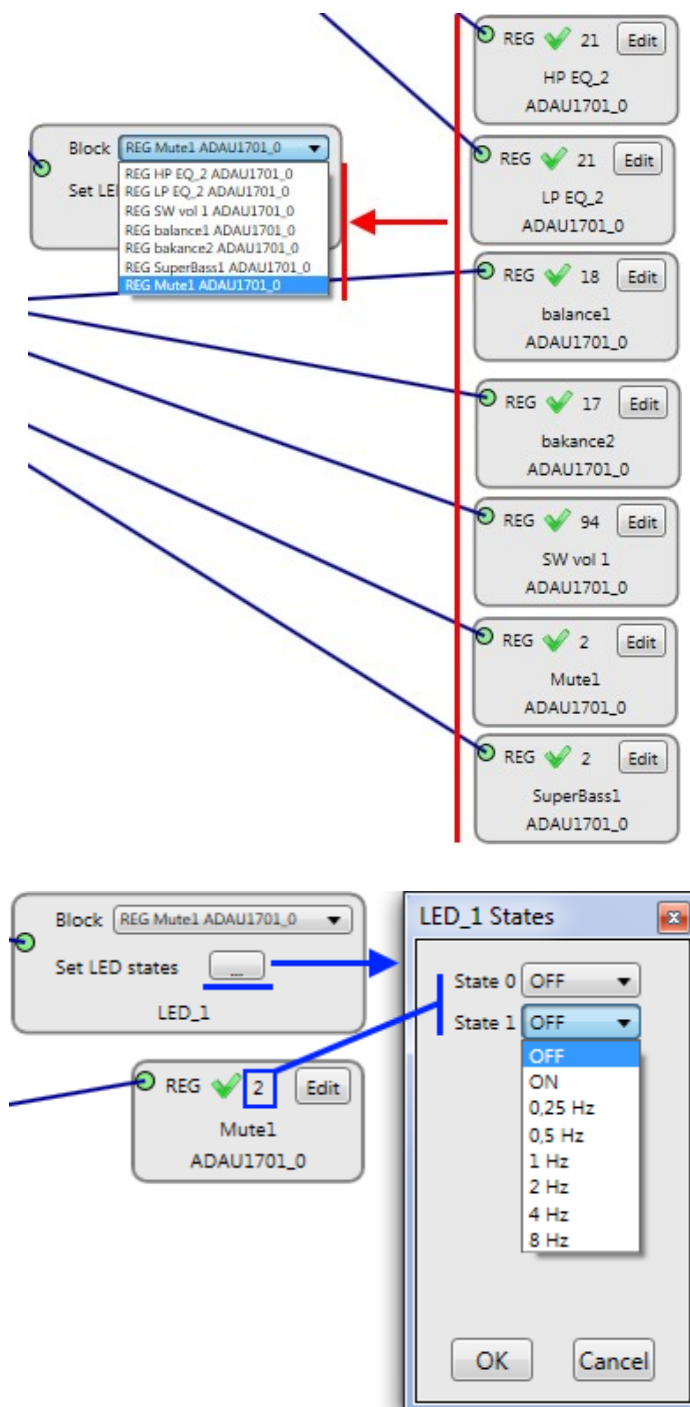 REG 21 Edit
HP EQ_2
ADAU1701_0
Block REG Mute1 ADAU1701_0
REG HP EQ_2 ADAU1701_0
Set LE REG LP EQ_2 ADAU1701_0
REG SW vol 1 ADAU1701_0
REG balance1 ADAU1701_0
REG bakance2 ADAU1701_0
REG SuperBass1 ADAU1701_0
REG Mute1 ADAU1701_0
REG 21 Edit
LP EQ_2
ADAU1701_0
REG 18 Edit
balance1
ADAU1701_0
REG 17 Edit
bakance2
ADAU1701_0
REG 94 Edit
SW vol 1
ADAU1701_0
REG 2 Edit
Mute1
ADAU1701_0
REG 2 Edit
SuperBass1
ADAU1701_0
Block REG Mute1 ADAU1701_0
Set LED states ...
LED_1
REG 2 Edit
Mute1
ADAU1701_0
LED_1 States
State 0 OFF
State 1 OFF
OFF
ON
0,25 Hz
0,5 Hz
1 Hz
2 Hz
4 Hz
8 Hz
OK Cancel